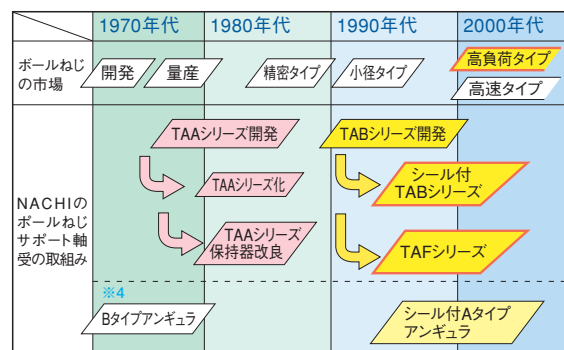 1970年代 1980年代 1990年代 2000年代
ボールねじ
の市場
開発 量産 精密タイプ 小径タイプ 高負荷タイプ
高速タイプ
NACHIの
ボールねじ
サポート軸
受の取組み
TAAシリーズ開発 TABシリーズ開発
TAAシリーズ化
シール付
TABシリーズ
TAAシリーズ
保持器改良
TAFシリーズ
※4
Bタイプアンギュラ
シール付Aタイプ
アンギュラ